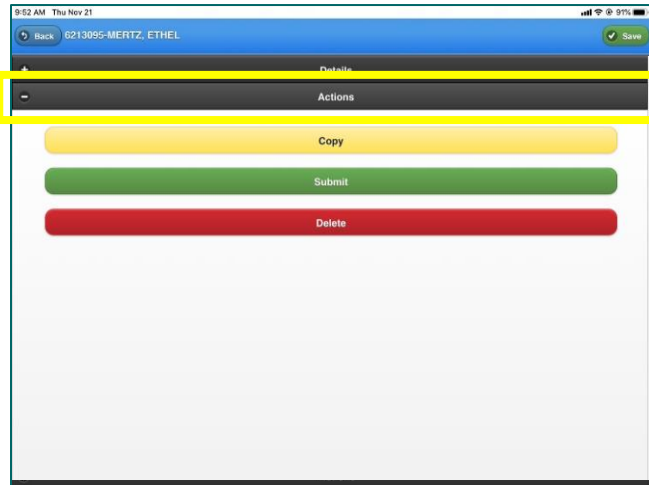 9:52 AM Thu Nov 21 91%
Back 6213095-MERTZ, ETHEL Save
Details
Actions
Copy
Submit
Delete